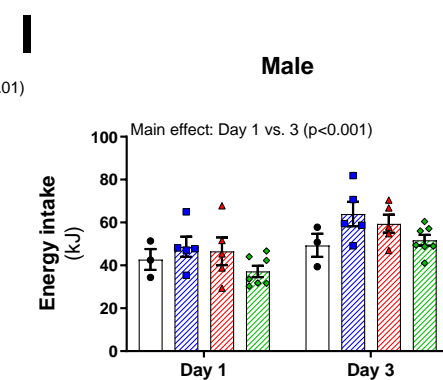 I
Male
.01)
Main effect: Day 1 vs. 3 (p<0.001)
Energy intake
(kJ)
100
80
60
40
20
0
Day 1
Day 3